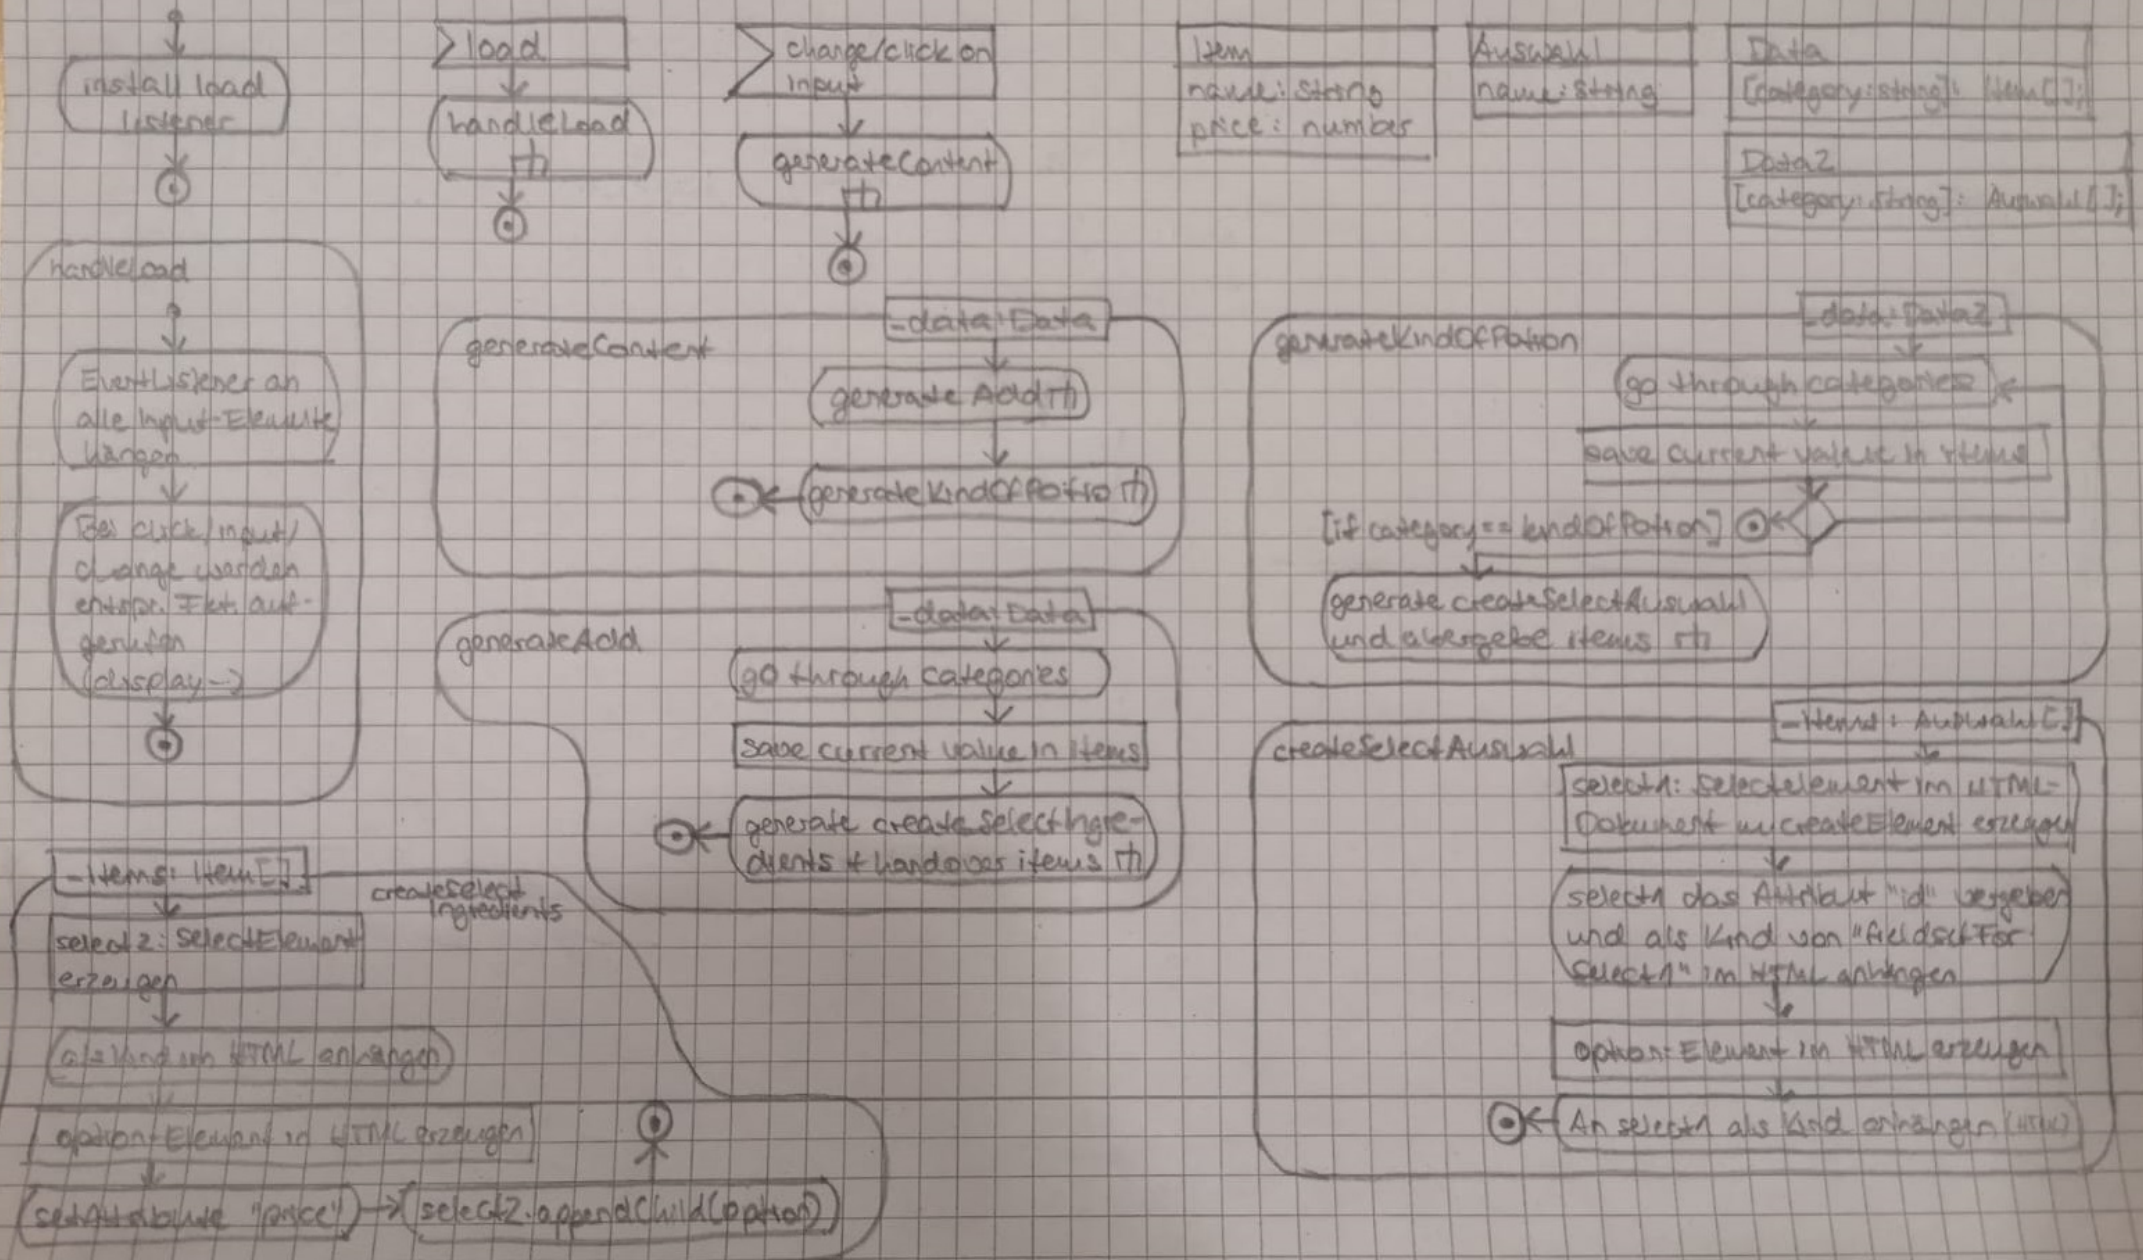 install load
listener
load
handleLoad
change/click on
input
generateContent
Item
name: string
price: number
Auswahl
name: string
Data
[category: string]: Item[];
Data2
[category: string]: Auswahl[];
handleLoad
EventListener an
alle Input-Elemente
hängen
Bei click/input/
change werden
entspr. Fkt. auf-
gerufen
(display-)
generateContent
_data: Data
generate Add
generateKindOfPotio
generateKindOfPotion
_data: Data2
go through categories
save current value in items
[if category == kindOfPotion]
generate createSelectAuswahl
und übergebe items
generateAdd
_data: Data
go through categories
save current value in items
generate createSelectIngre-
dients + handover items
createSelectAuswahl
_items: Auswahl[]
select1: Selectelement im HTML-
Dokument createElement erzeugen
select1 das Attribut "id" vergeben
und als Kind von "fieldsetFor
Select1" im HTML anhängen
option: Element im HTML erzeugen
An select1 als Kind anhängen (HTML)
_items: Item[]
createSelect
Ingredients
select2: SelectElement
erzeugen
als Kind im HTML anhängen
option: Element in HTML erzeugen
setAttribute "price"
select2.appendChild(option)